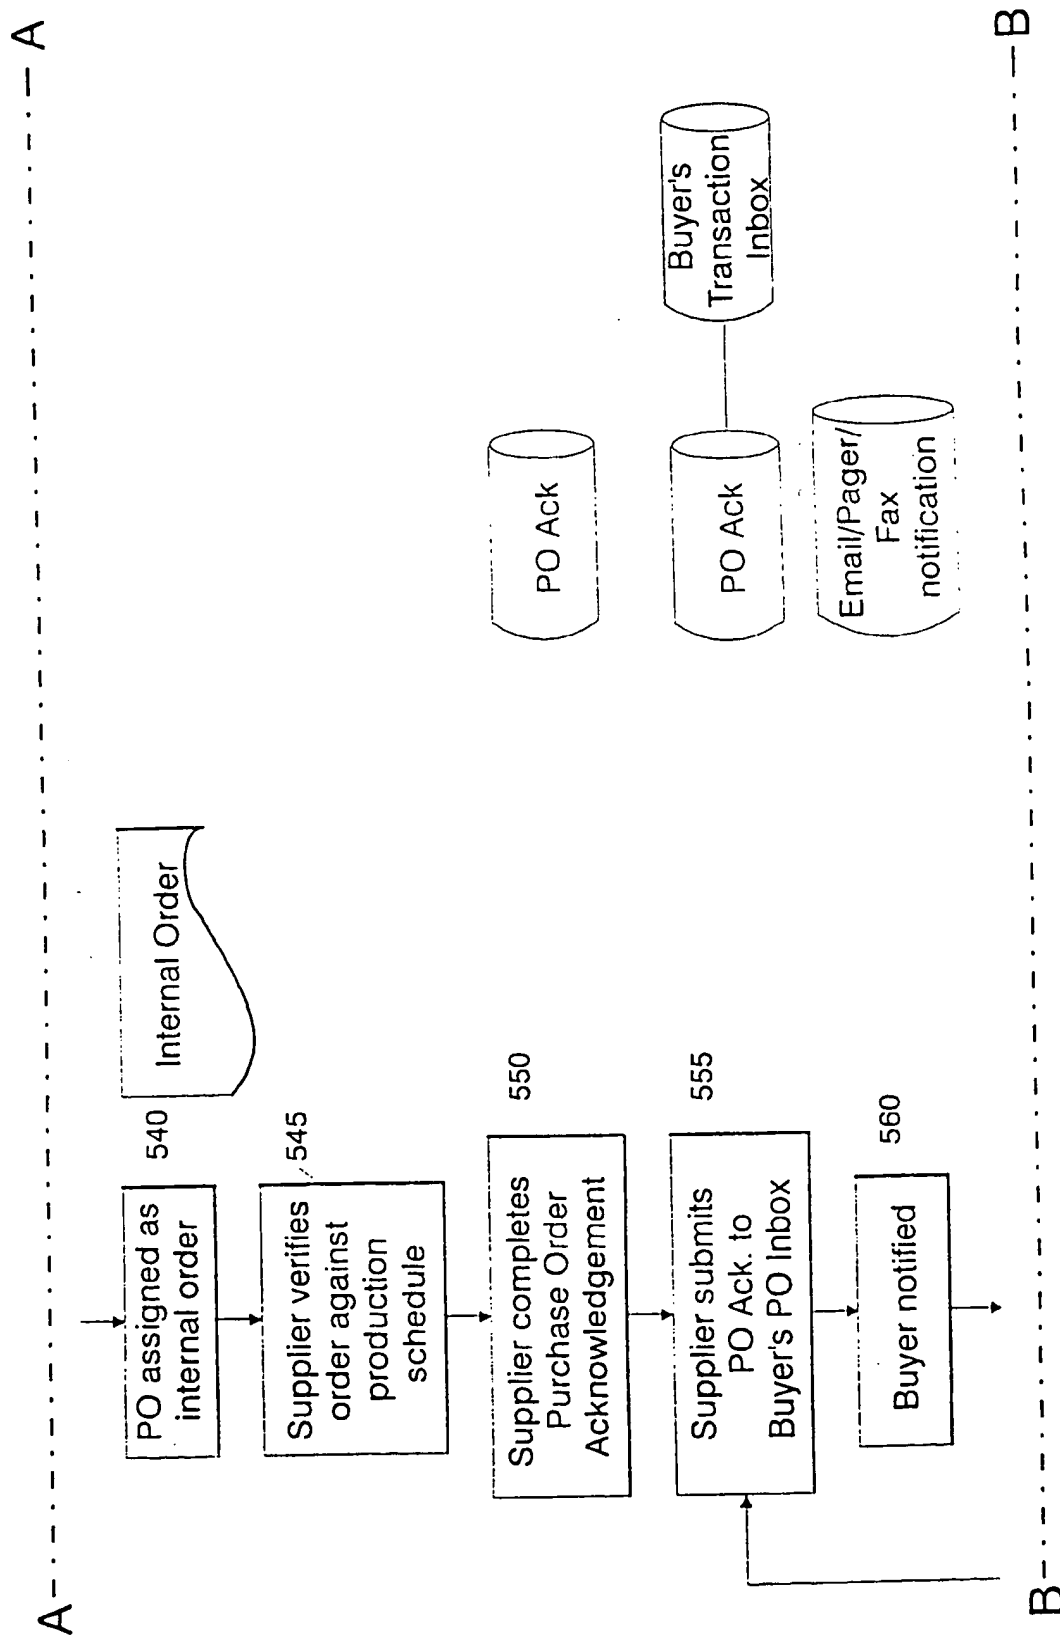 A
A
PO assigned as
internal order
540
Internal Order
Supplier verifies
order against
production
schedule
545
Supplier completes
Purchase Order
Acknowledgement
550
PO Ack
Supplier submits
PO Ack. to
Buyer's PO Inbox
555
PO Ack
Buyer's
Transaction
Inbox
Buyer notified
560
Email/Pager/
Fax
notification
B
B